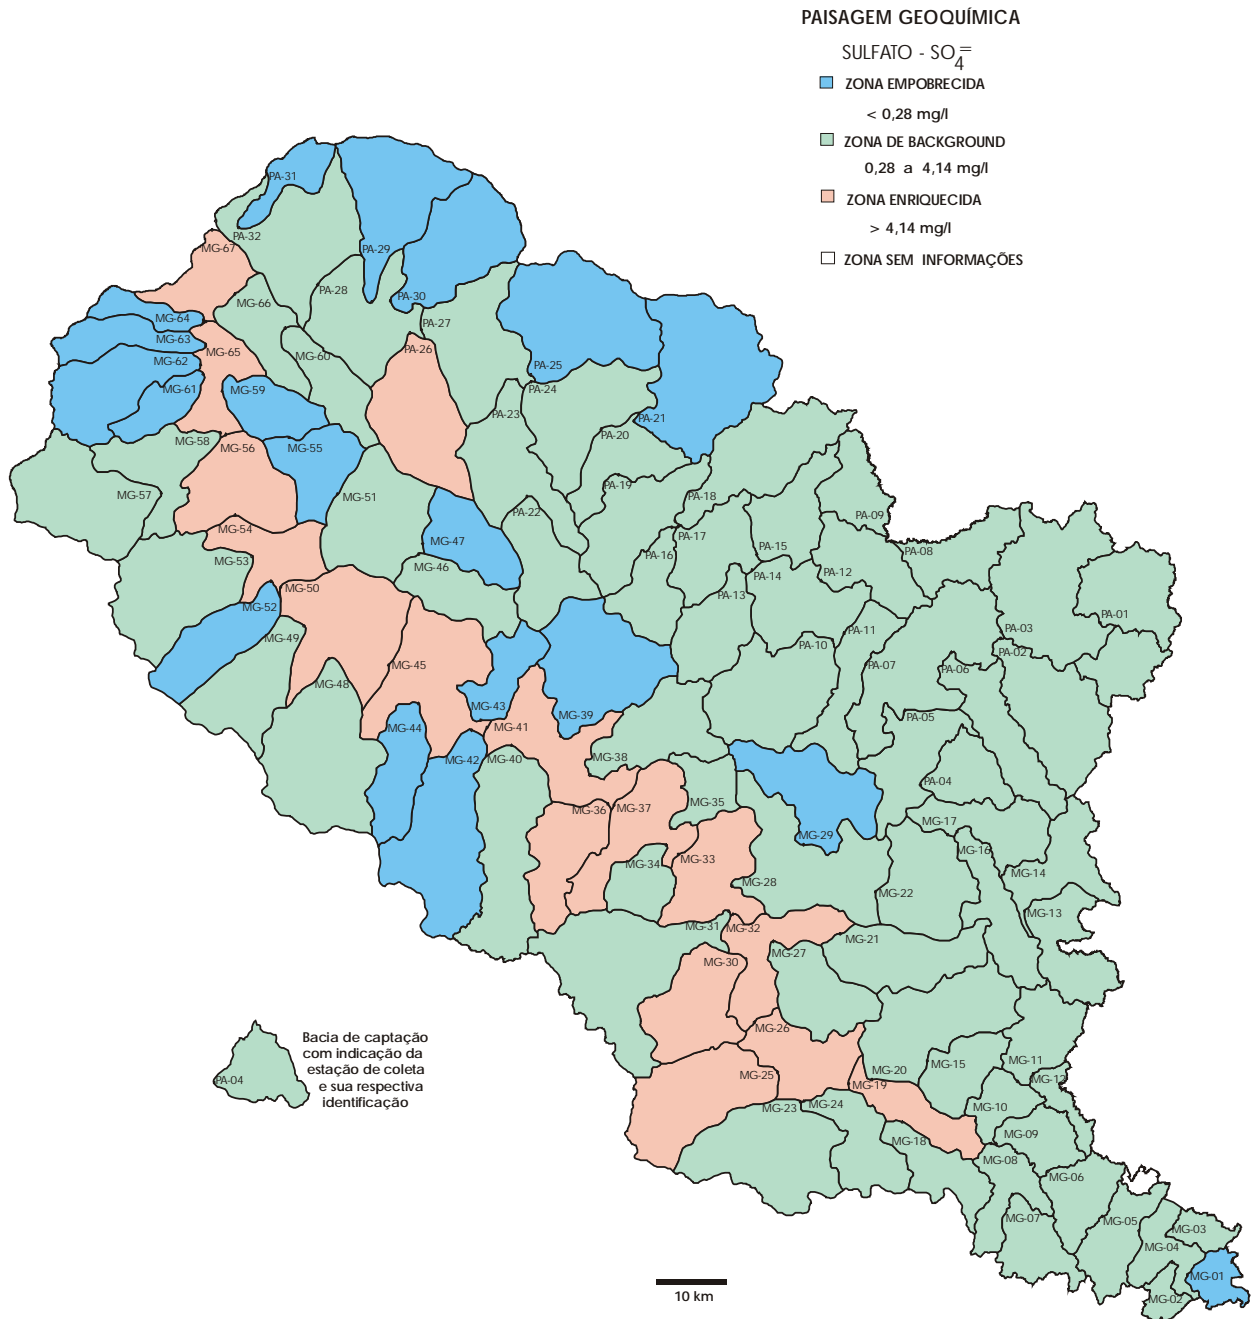 PAISAGEM GEOQUÍMICA
SULFATO - SO4=
ZONA EMPOBRECIDA
< 0,28 mg/l
ZONA DE BACKGROUND
0,28 a 4,14 mg/l
ZONA ENRIQUECIDA
> 4,14 mg/l
ZONA SEM INFORMAÇÕES
PA-31
PA-32
MG-67
PA-29
PA-28
PA-30
MG-66
PA-27
MG-64
MG-63
MG-65
PA-26
MG-60
MG-62
PA-25
MG-61
MG-59
PA-24
PA-23
PA-21
PA-20
MG-58
MG-56
MG-55
PA-19
MG-57
MG-51
PA-18
PA-22
PA-09
MG-54
PA-17
MG-47
PA-15
PA-08
PA-16
MG-53
MG-46
PA-14
PA-12
MG-50
PA-13
MG-52
PA-01
PA-11
PA-03
MG-49
PA-10
PA-02
MG-45
PA-07
PA-06
MG-48
MG-43
MG-39
PA-05
MG-44
MG-41
MG-42
MG-40
MG-38
PA-04
MG-35
MG-36
MG-37
MG-17
MG-29
MG-16
MG-33
MG-34
MG-14
MG-28
MG-22
MG-13
MG-31
MG-32
MG-21
MG-27
MG-30
MG-26
MG-15
MG-11
MG-25
MG-20
MG-12
MG-19
MG-23
MG-24
MG-10
MG-09
MG-18
MG-08
MG-06
MG-07
MG-05
MG-03
MG-04
MG-01
MG-02
Bacia de captação
com indicação da
estação de coleta
e sua respectiva
identificação
PA-04
10 km